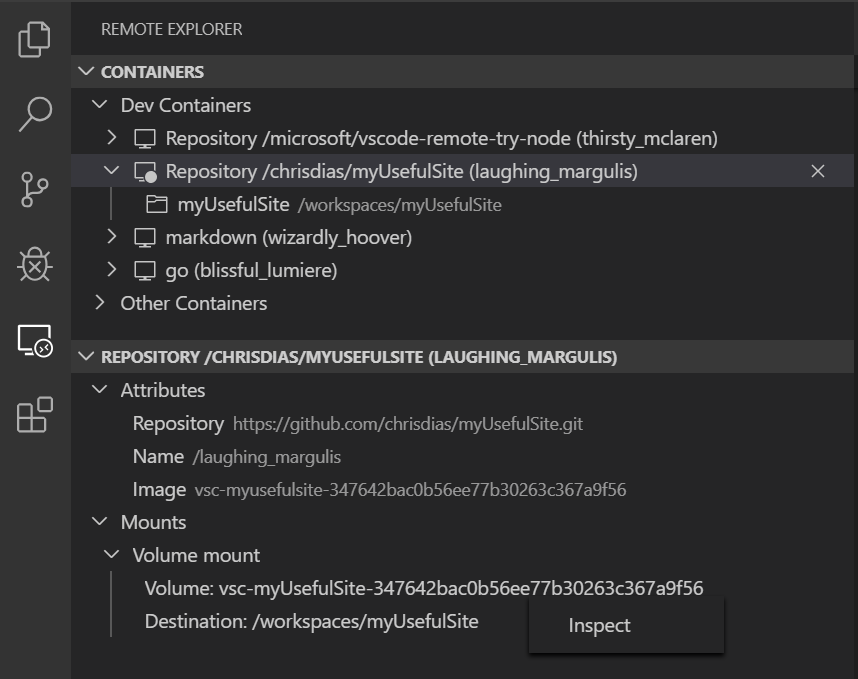 REMOTE EXPLORER
CONTAINERS
Dev Containers
Repository /microsoft/vscode-remote-try-node (thirsty_mclaren)
Repository /chrisdias/myUsefulSite (laughing_margulis)
myUsefulSite /workspaces/myUsefulSite
markdown (wizardly_hoover)
go (blissful_lumiere)
Other Containers
REPOSITORY /CHRISDIAS/MYUSEFULSITE (LAUGHING_MARGULIS)
Attributes
Repository https://github.com/chrisdias/myUsefulSite.git
Name /laughing_margulis
Image vsc-myusefulsite-347642bac0b56ee77b30263c367a9f56
Mounts
Volume mount
Volume: vsc-myUsefulSite-347642bac0b56ee77b30263c367a9f56
Destination: /workspaces/myUsefulSite
Inspect